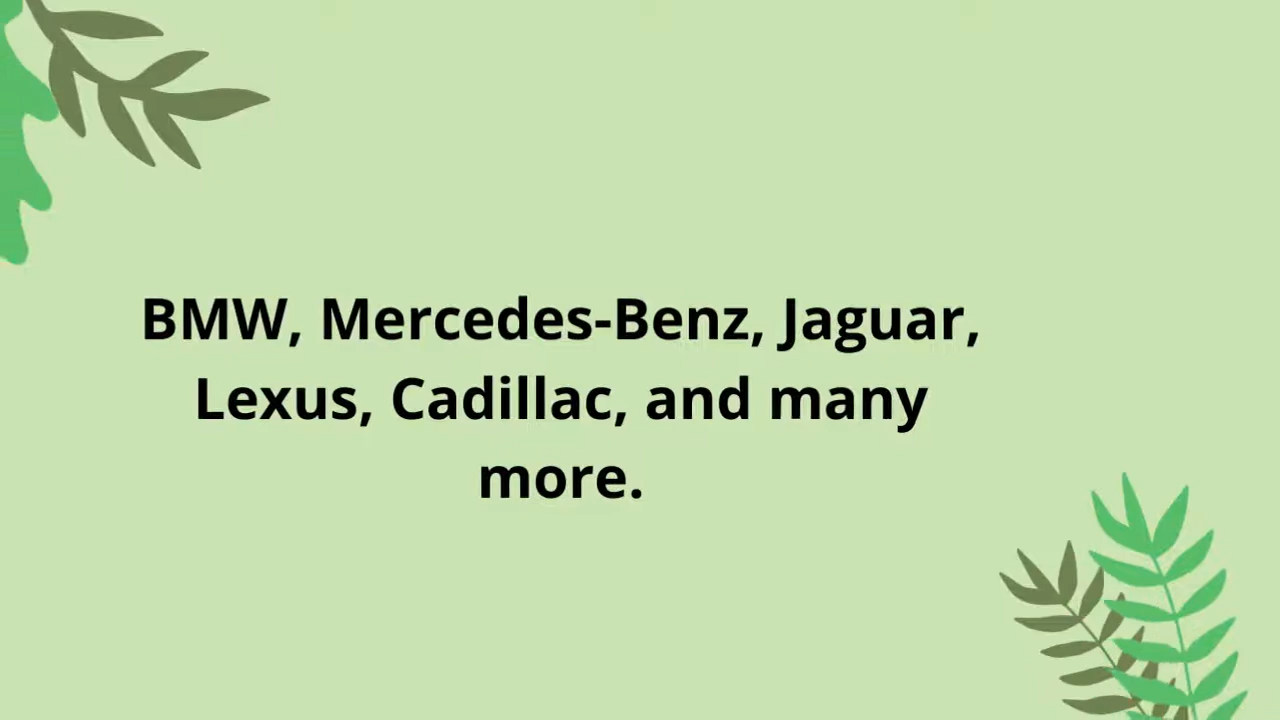 BMW, Mercedes-Benz, Jaguar,
Lexus, Cadillac, and many
more.